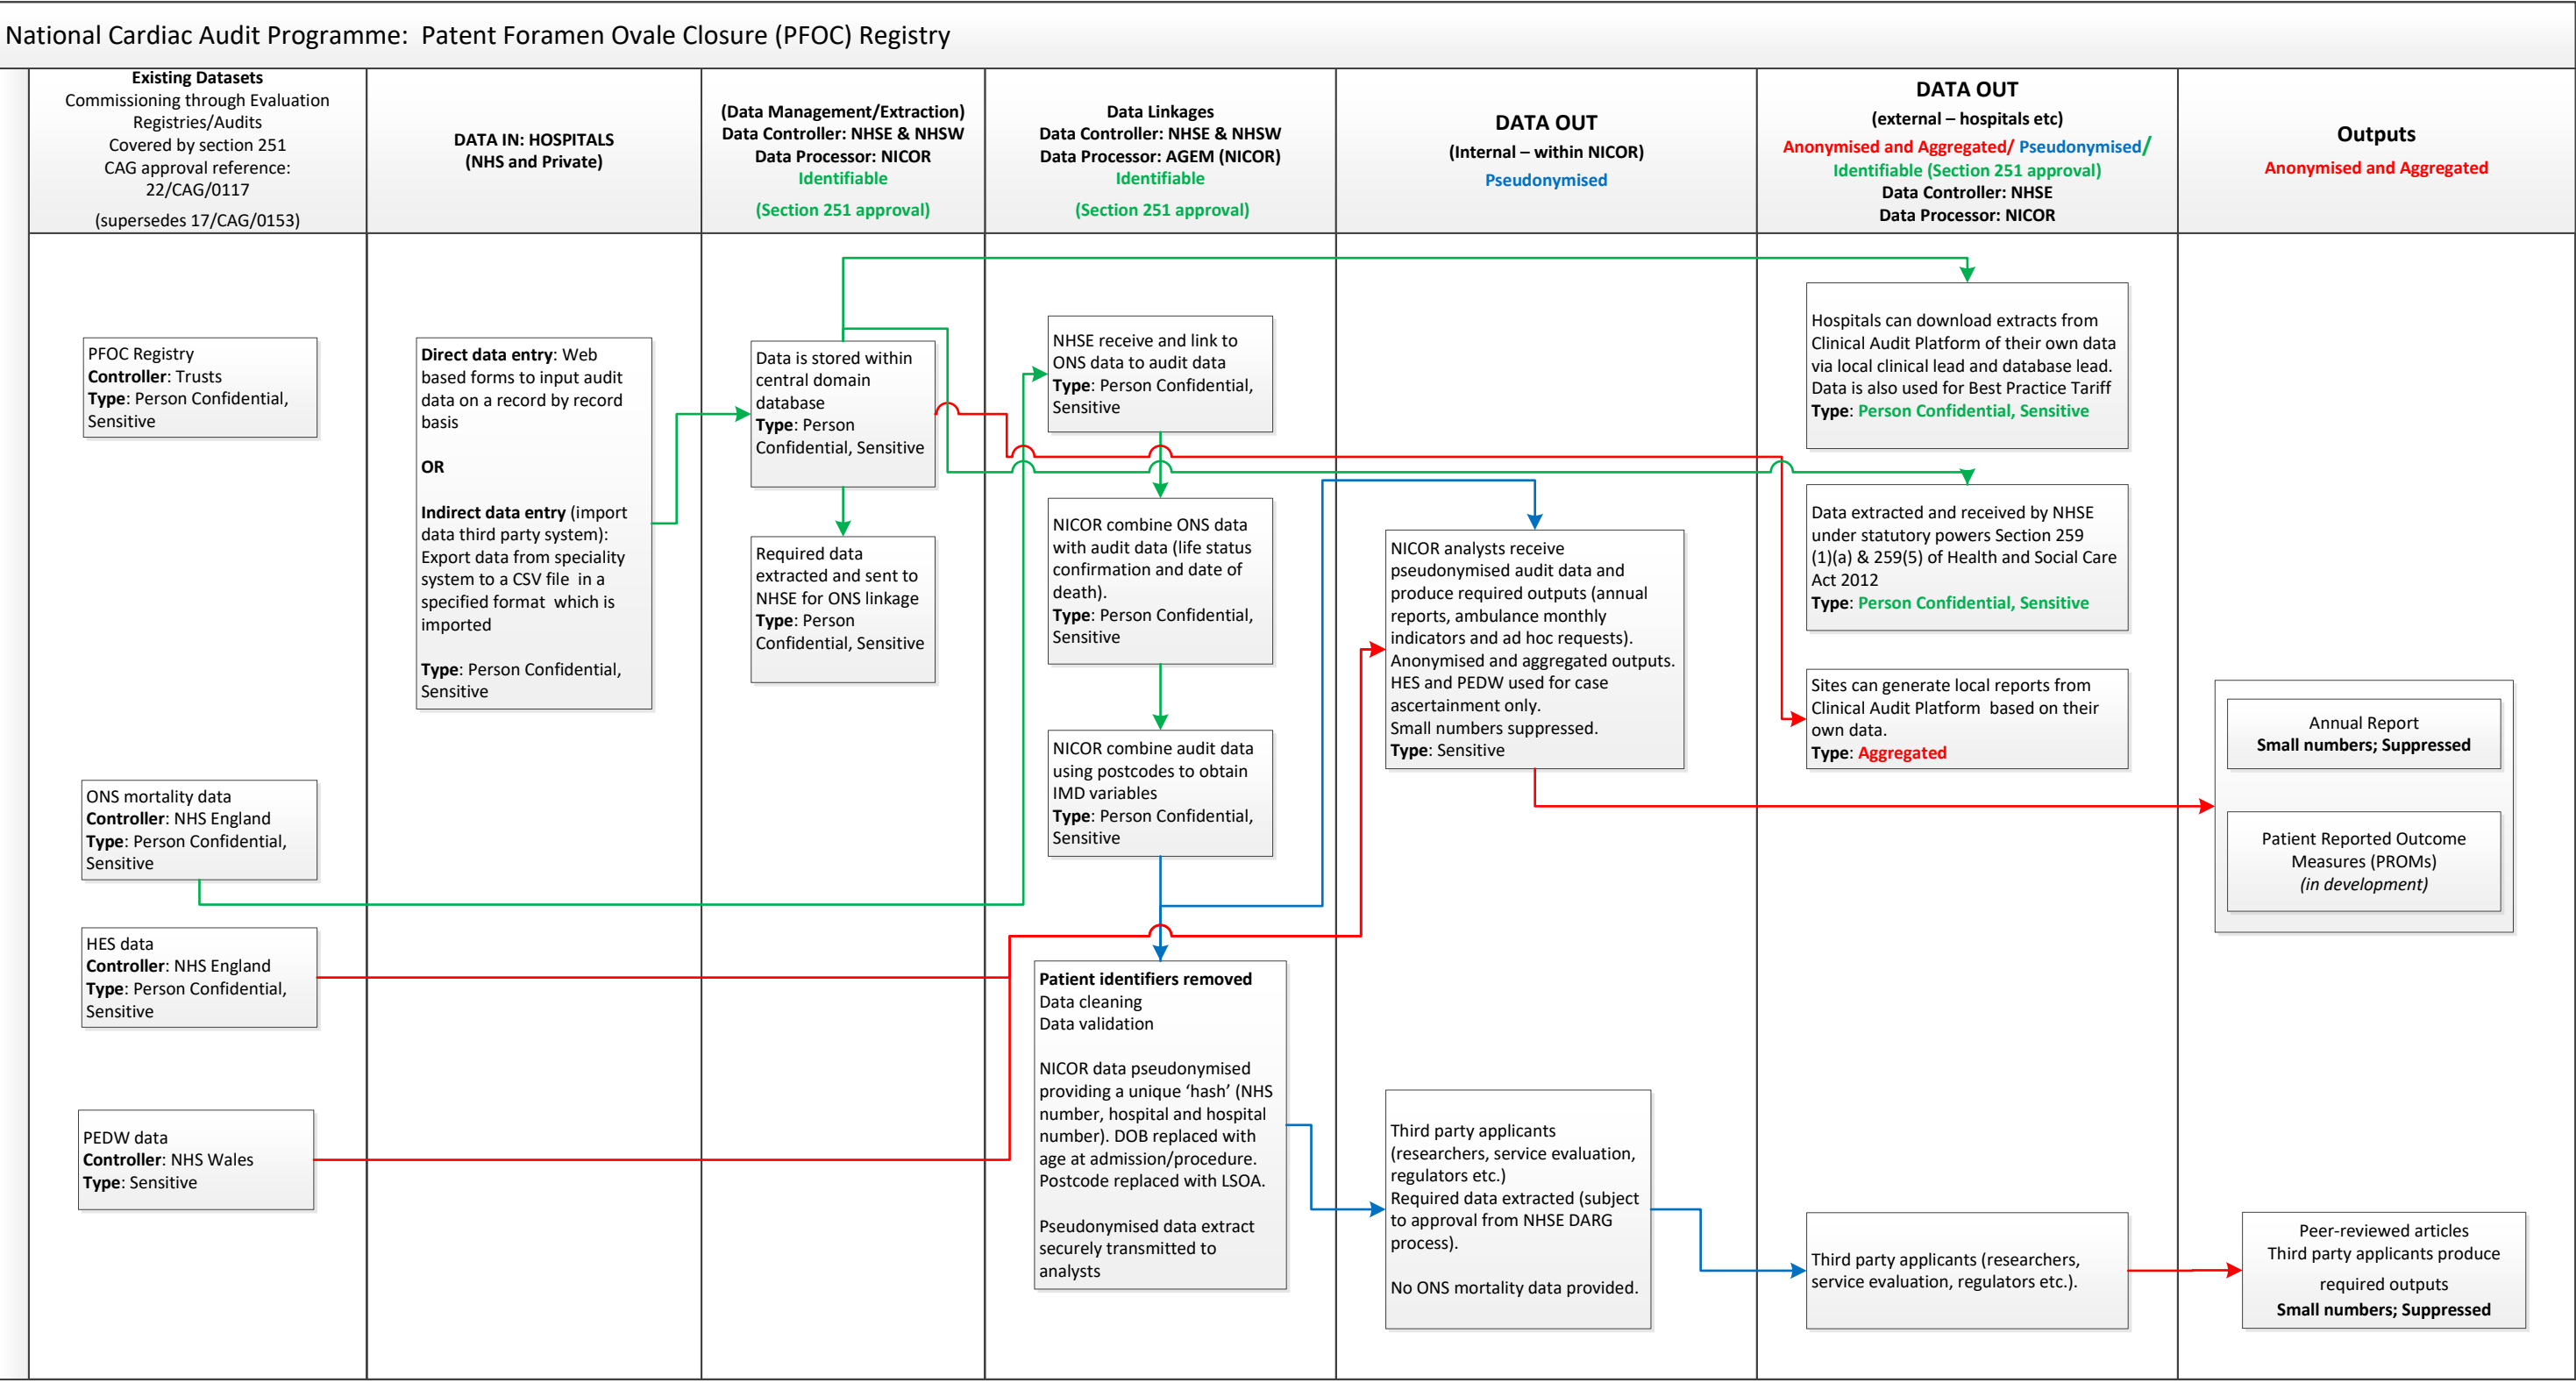 National Cardiac Audit Programme: Patent Foramen Ovale Closure (PFOC) Registry
Existing Datasets
Commissioning through Evaluation
Registries/Audits
Covered by section 251
CAG approval reference:
22/CAG/0117
(supersedes 17/CAG/0153)
DATA IN: HOSPITALS
(NHS and Private)
(Data Management/Extraction)
Data Controller: NHSE & NHSW
Data Processor: NICOR
Identifiable
(Section 251 approval)
Data Linkages
Data Controller: NHSE & NHSW
Data Processor: AGEM (NICOR)
Identifiable
(Section 251 approval)
DATA OUT
(Internal – within NICOR)
Pseudonymised
DATA OUT
(external – hospitals etc)
Anonymised and Aggregated/ Pseudonymised/
Identifiable (Section 251 approval)
Data Controller: NHSE
Data Processor: NICOR
Outputs
Anonymised and Aggregated
PFOC Registry
Controller: Trusts
Type: Person Confidential,
Sensitive
ONS mortality data
Controller: NHS England
Type: Person Confidential,
Sensitive
HES data
Controller: NHS England
Type: Person Confidential,
Sensitive
PEDW data
Controller: NHS Wales
Type: Sensitive
Direct data entry: Web
based forms to input audit
data on a record by record
basis
OR
Indirect data entry (import
data third party system):
Export data from speciality
system to a CSV file in a
specified format which is
imported
Type: Person Confidential,
Sensitive
Data is stored within
central domain
database
Type: Person
Confidential, Sensitive
Required data
extracted and sent to
NHSE for ONS linkage
Type: Person
Confidential, Sensitive
NHSE receive and link to
ONS data to audit data
Type: Person Confidential,
Sensitive
NICOR combine ONS data
with audit data (life status
confirmation and date of
death).
Type: Person Confidential,
Sensitive
NICOR combine audit data
using postcodes to obtain
IMD variables
Type: Person Confidential,
Sensitive
Patient identifiers removed
Data cleaning
Data validation
NICOR data pseudonymised
providing a unique ‘hash’ (NHS
number, hospital and hospital
number). DOB replaced with
age at admission/procedure.
Postcode replaced with LSOA.
Pseudonymised data extract
securely transmitted to
analysts
NICOR analysts receive
pseudonymised audit data and
produce required outputs (annual
reports, ambulance monthly
indicators and ad hoc requests).
Anonymised and aggregated outputs.
HES and PEDW used for case
ascertainment only.
Small numbers suppressed.
Type: Sensitive
Third party applicants
(researchers, service evaluation,
regulators etc.)
Required data extracted (subject
to approval from NHSE DARG
process).
No ONS mortality data provided.
Hospitals can download extracts from
Clinical Audit Platform of their own data
via local clinical lead and database lead.
Data is also used for Best Practice Tariff
Type: Person Confidential, Sensitive
Data extracted and received by NHSE
under statutory powers Section 259
(1)(a) & 259(5) of Health and Social Care
Act 2012
Type: Person Confidential, Sensitive
Sites can generate local reports from
Clinical Audit Platform based on their
own data.
Type: Aggregated
Third party applicants (researchers,
service evaluation, regulators etc.).
Annual Report
Small numbers; Suppressed
Patient Reported Outcome
Measures (PROMs)
(in development)
Peer-reviewed articles
Third party applicants produce
required outputs
Small numbers; Suppressed